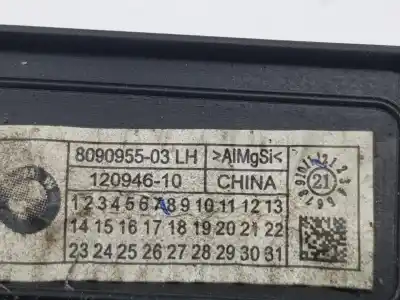 8090955-03 LH >AlMgSi<
120946-10 CHINA
1 2 3 4 5 6 7 8 9 10 11 12 13
14 15 16 17 18 19 20 21 22
23 24 25 26 27 28 29 30 31
21